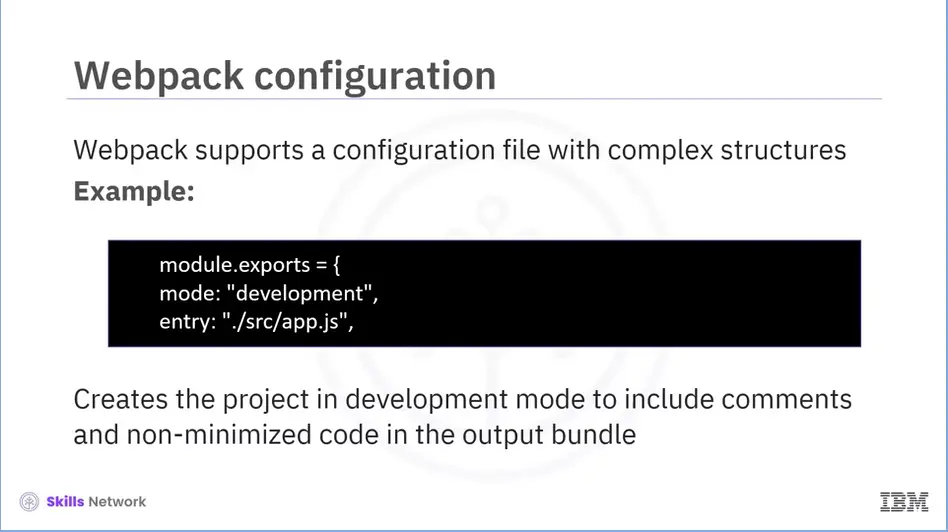 Webpack configuration
Webpack supports a configuration file with complex structures
Example:
module.exports = {
mode: "development",
entry: "./src/app.js",
Creates the project in development mode to include comments
and non-minimized code in the output bundle
Skills Network
IBM